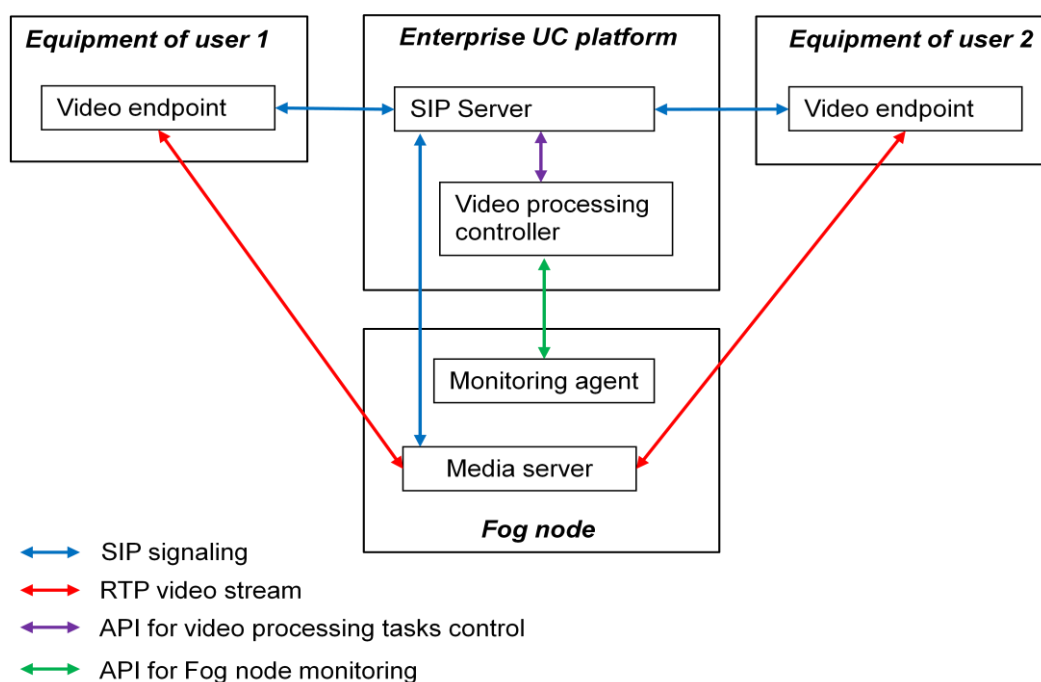 Equipment of user 1
Enterprise UC platform
Equipment of user 2
Video endpoint
SIP Server
Video endpoint
Video processing
controller
Monitoring agent
Media server
Fog node
SIP signaling
RTP video stream
API for video processing tasks control
API for Fog node monitoring